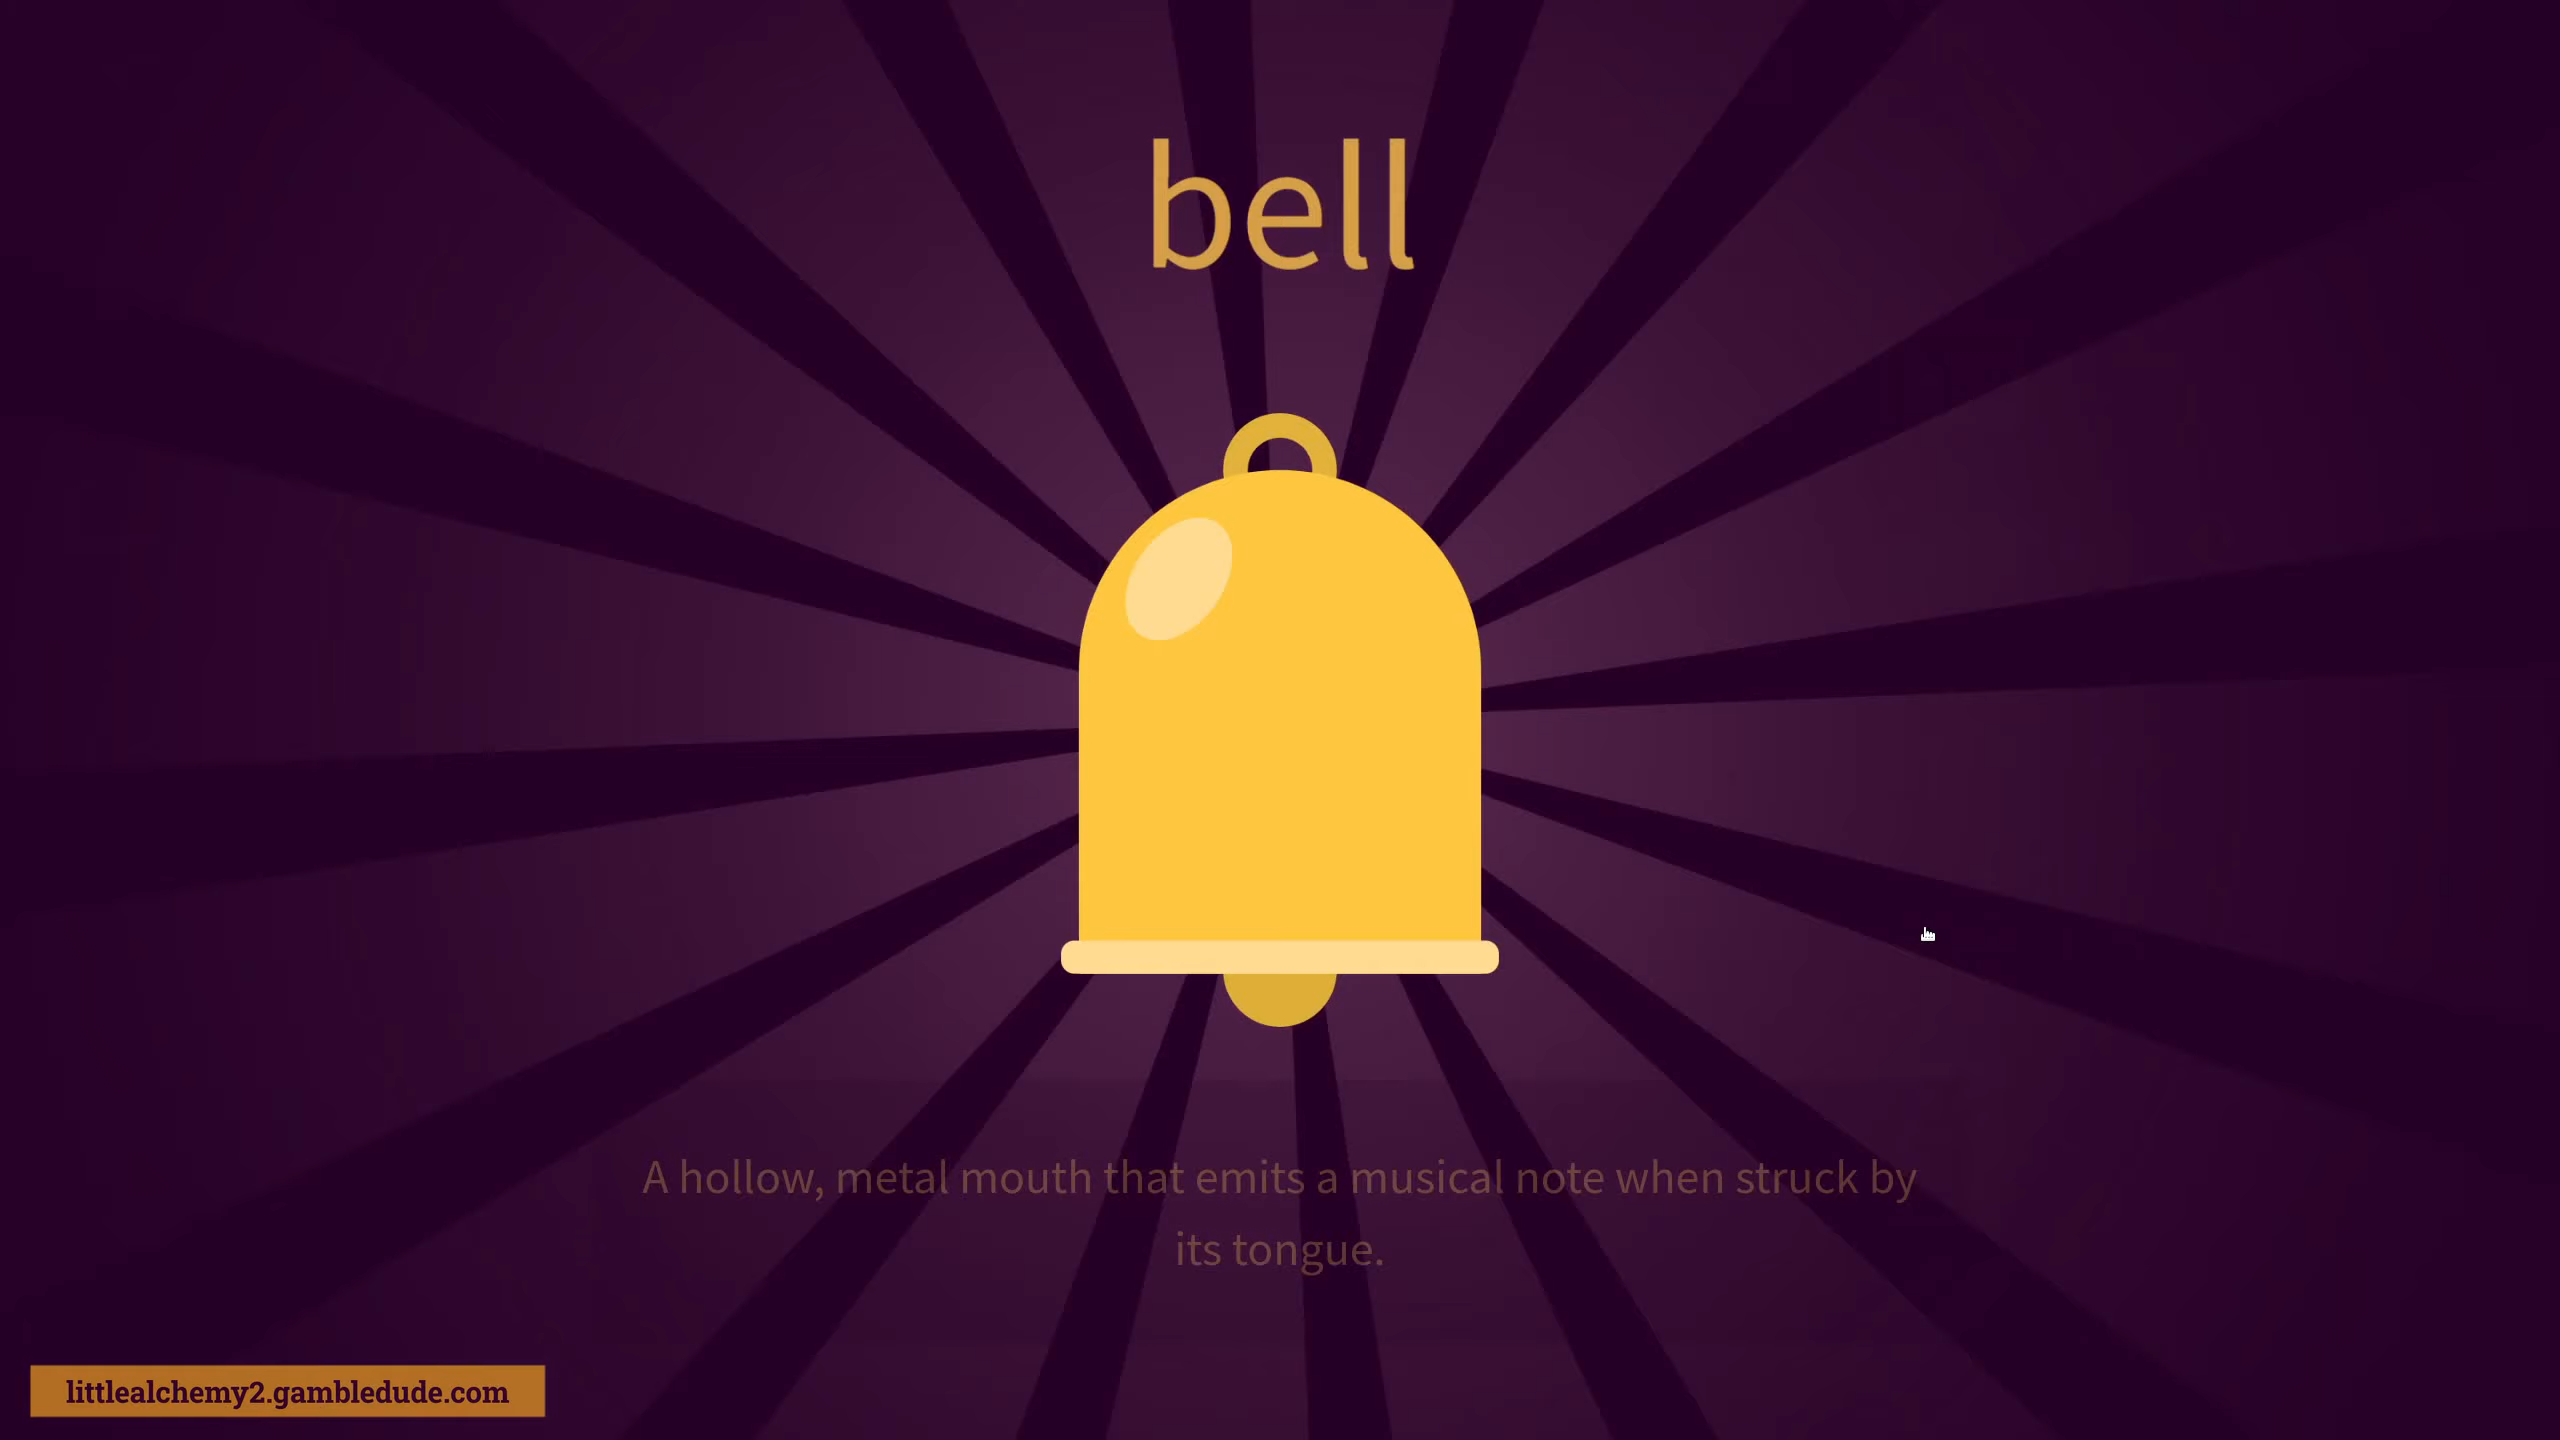 bell
A hollow, metal mouth that emits a musical note when struck by
its tongue.
littlealchemy2.gambledude.com